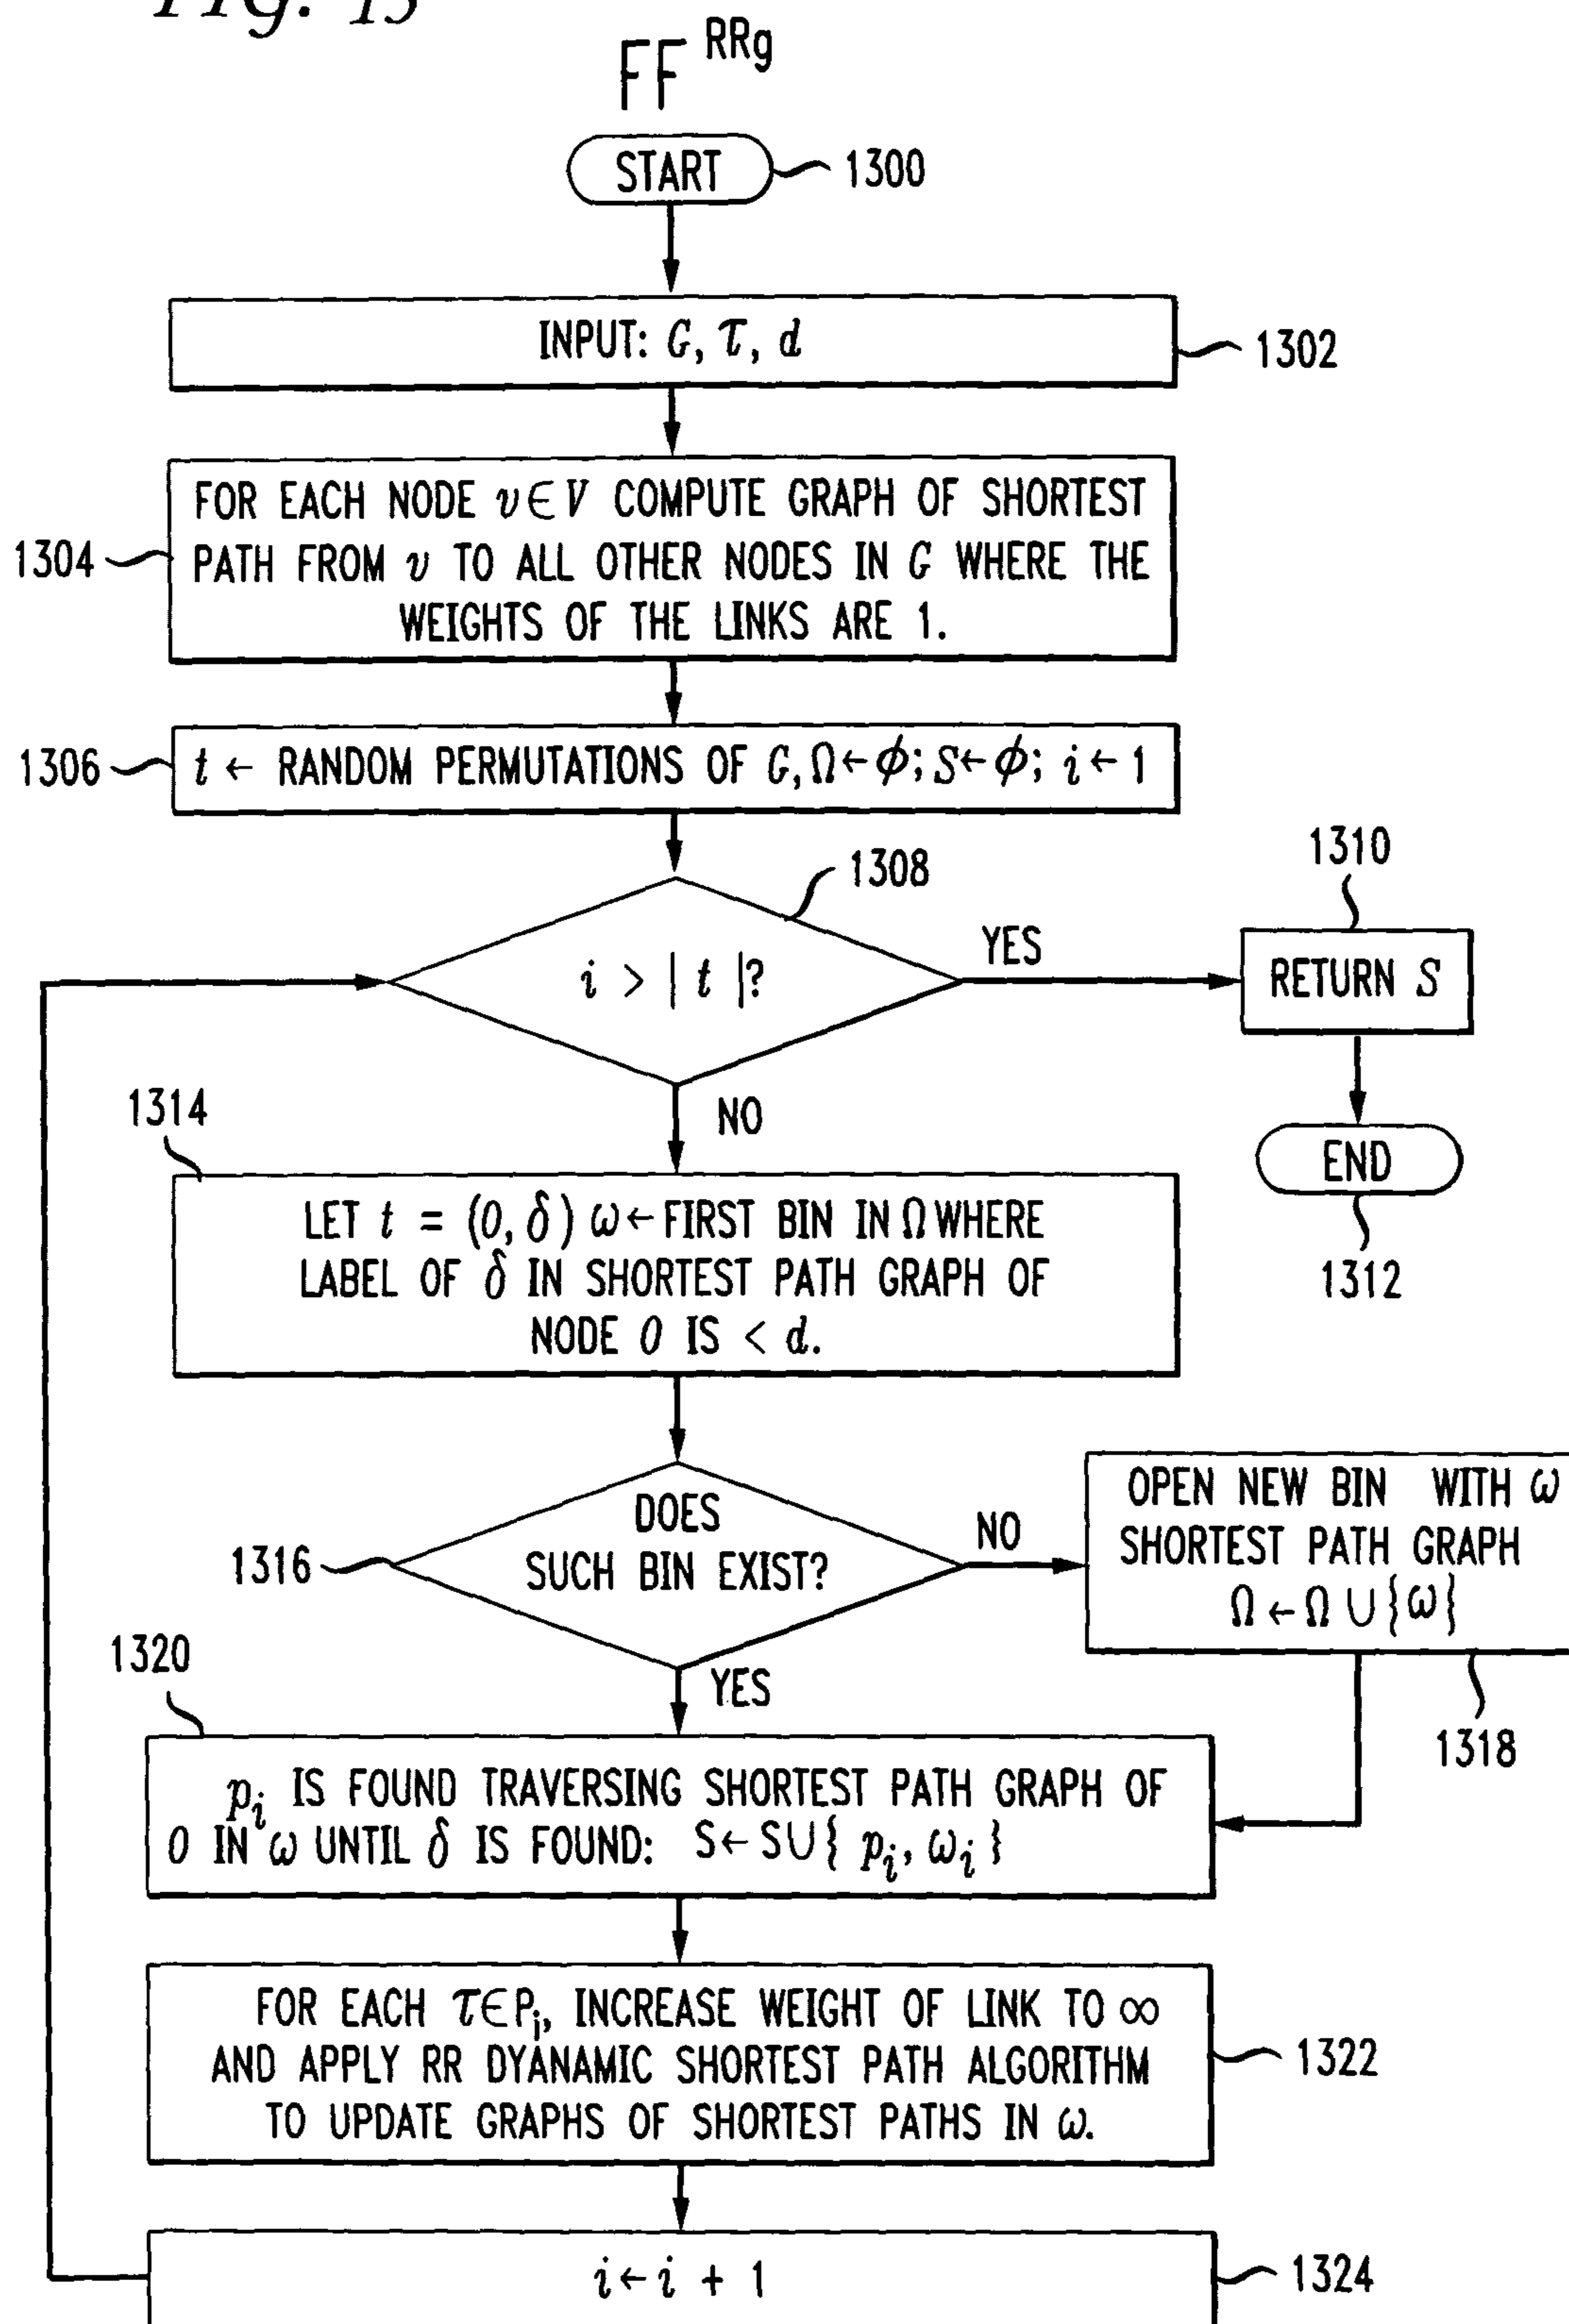 Fig. 13
FF RRg
START
1300
INPUT: G, τ, d
1302
FOR EACH NODE υ∈V COMPUTE GRAPH OF SHORTEST
PATH FROM υ TO ALL OTHER NODES IN G WHERE THE
WEIGHTS OF THE LINKS ARE 1.
1304
1306
t ← RANDOM PERMUTATIONS OF G, Ω←ϕ; S←ϕ; i ← 1
1308
i > | t |?
YES
1310
RETURN S
END
1312
NO
1314
LET t = (0, δ) ω←FIRST BIN IN Ω WHERE
LABEL OF δ IN SHORTEST PATH GRAPH OF
NODE 0 IS < d.
1316
DOES
SUCH BIN EXIST?
NO
OPEN NEW BIN WITH ω
SHORTEST PATH GRAPH
Ω ← Ω ∪ {ω}
1318
YES
1320
pi IS FOUND TRAVERSING SHORTEST PATH GRAPH OF
0 IN ω UNTIL δ IS FOUND: S←S∪{ pi, ωi }
FOR EACH τ∈Pi, INCREASE WEIGHT OF LINK TO ∞
AND APPLY RR DYANAMIC SHORTEST PATH ALGORITHM
TO UPDATE GRAPHS OF SHORTEST PATHS IN ω.
1322
i ← i + 1
1324